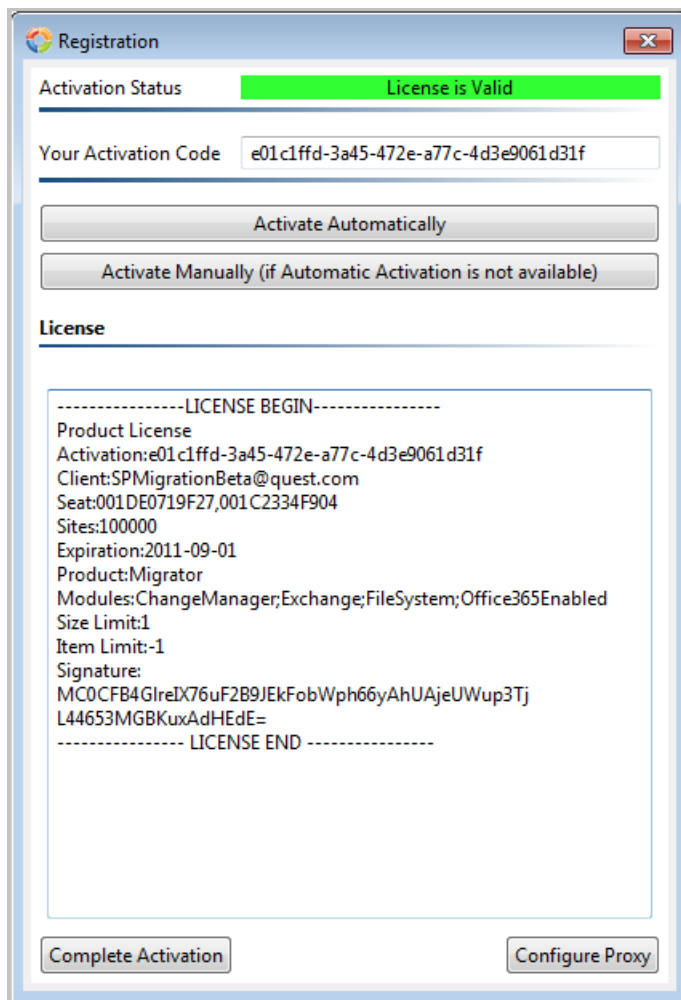 Registration
Activation Status
License is Valid
Your Activation Code
e01c1ffd-3a45-472e-a77c-4d3e9061d31f
Activate Automatically
Activate Manually (if Automatic Activation is not available)
License
----------------LICENSE BEGIN----------------
Product License
Activation:e01c1ffd-3a45-472e-a77c-4d3e9061d31f
Client:SPMigrationBeta@quest.com
Seat:001DE0719F27,001C2334F904
Sites:100000
Expiration:2011-09-01
Product:Migrator
Modules:ChangeManager;Exchange;FileSystem;Office365Enabled
Size Limit:1
Item Limit:-1
Signature:
MC0CFB4GlreIX76uF2B9JEkFobWph66yAhUAjeUWup3Tj
L44653MGBKuxAdHEdE=
---------------- LICENSE END ----------------
Complete Activation
Configure Proxy